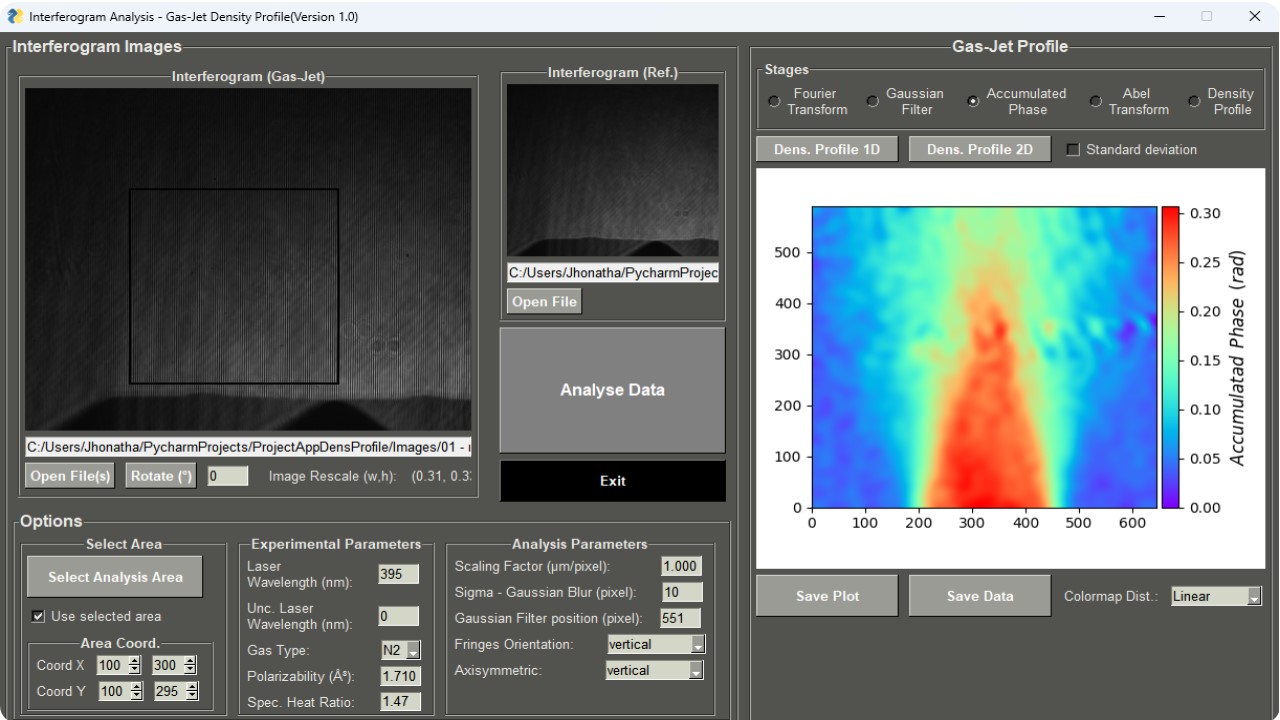 Interferogram Analysis - Gas-Jet Density Profile(Version 1.0)
Interferogram Images
Interferogram (Gas-Jet)
C:/Users/Jhonatha/PycharmProjects/ProjectAppDensProfile/Images/01 -
Open File(s)
Rotate (°)
0
Image Rescale (w,h):
(0.31, 0.3
Interferogram (Ref.)
C:/Users/Jhonatha/PycharmProjec
Open File
Analyse Data
Exit
Options
Select Area
Select Analysis Area
Use selected area
Area Coord.
Coord X 100 300
Coord Y 100 295
Experimental Parameters
Laser
Wavelength (nm): 395
Unc. Laser
Wavelength (nm): 0
Gas Type: N2
Polarizability (Å³): 1.710
Spec. Heat Ratio: 1.47
Analysis Parameters
Scaling Factor (µm/pixel): 1.000
Sigma - Gaussian Blur (pixel): 10
Gaussian Filter position (pixel): 551
Fringes Orientation: vertical
Axisymmetric: vertical
Gas-Jet Profile
Stages
Fourier
Transform
Gaussian
Filter
Accumulated
Phase
Abel
Transform
Density
Profile
Dens. Profile 1D
Dens. Profile 2D
Standard deviation
500
400
300
200
100
0
0 100 200 300 400 500 600
0.30
0.25
0.20
0.15
0.10
0.05
0.00
Accumulatad Phase (rad)
Save Plot
Save Data
Colormap Dist.: Linear